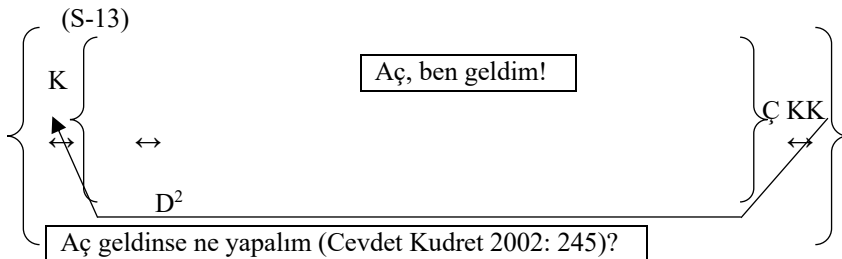 (S-13)
K
Aç, ben geldim!
Ç KK
↔ ↔ ↔
D²
Aç geldinse ne yapalım (Cevdet Kudret 2002: 245)?